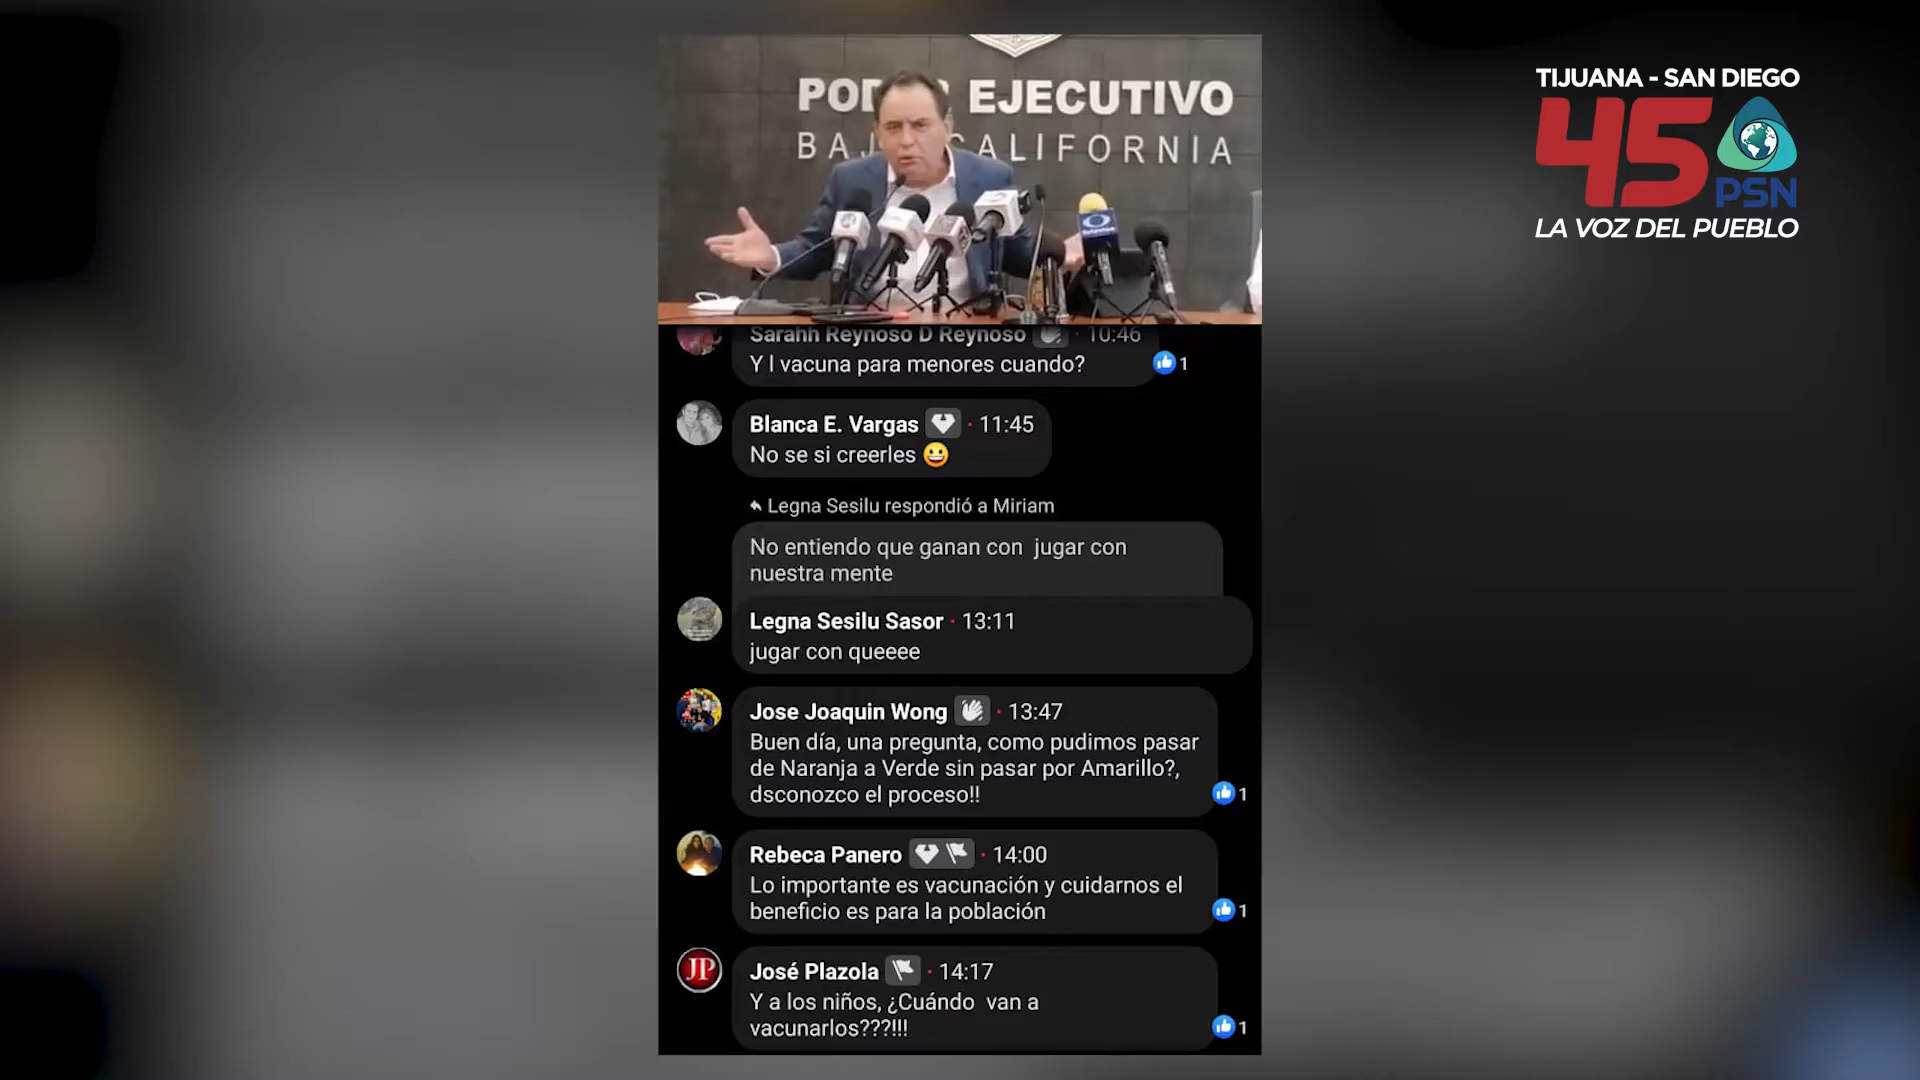 TIJUANA - SAN DIEGO
45
PSN
LA VOZ DEL PUEBLO
EJECUTIVO
BAJ CALIFORNIA
Sarahh Reynoso D Reynoso · 10:46
Y l vacuna para menores cuando?
1
Blanca E. Vargas · 11:45
No se si creerles 😀
Legna Sesilu respondió a Miriam
No entiendo que ganan con jugar con
nuestra mente
Legna Sesilu Sasor · 13:11
jugar con queeee
Jose Joaquin Wong · 13:47
Buen día, una pregunta, como pudimos pasar
de Naranja a Verde sin pasar por Amarillo?,
dsconozco el proceso!!
1
Rebeca Panero · 14:00
Lo importante es vacunación y cuidarnos el
beneficio es para la población
1
José Plazola · 14:17
Y a los niños, ¿Cuándo van a
vacunarlos???!!!
1
JP